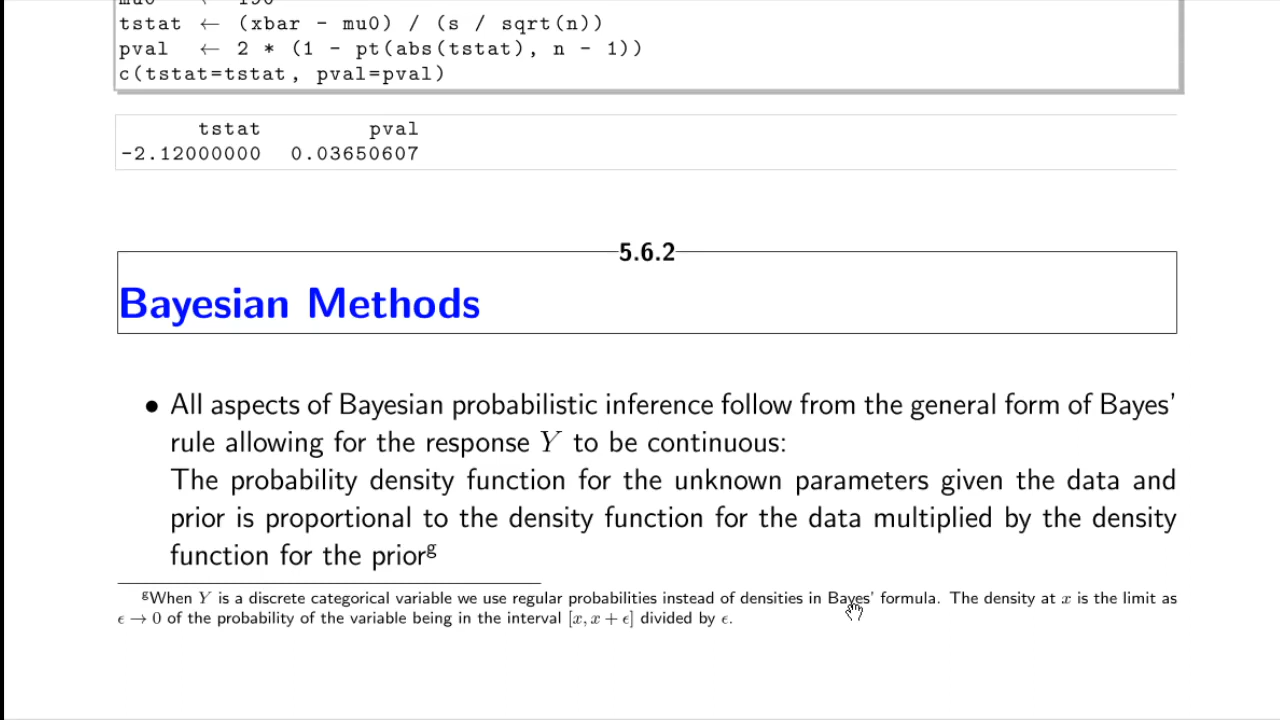 tstat ← (xbar - mu0) / (s / sqrt(n))
pval ← 2 * (1 - pt(abs(tstat), n - 1))
c(tstat=tstat, pval=pval)
tstat pval
-2.12000000 0.03650607
5.6.2
Bayesian Methods
• All aspects of Bayesian probabilistic inference follow from the general form of Bayes'
rule allowing for the response Y to be continuous:
The probability density function for the unknown parameters given the data and
prior is proportional to the density function for the data multiplied by the density
function for the prior^g
^gWhen Y is a discrete categorical variable we use regular probabilities instead of densities in Bayes' formula. The density at x is the limit as
ϵ → 0 of the probability of the variable being in the interval [x, x + ϵ] divided by ϵ.